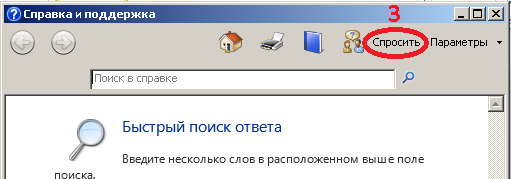 Справка и поддержка
3
Спросить Параметры
Поиск в справке
Быстрый поиск ответа
Введите несколько слов в расположенном выше поле
поиска.